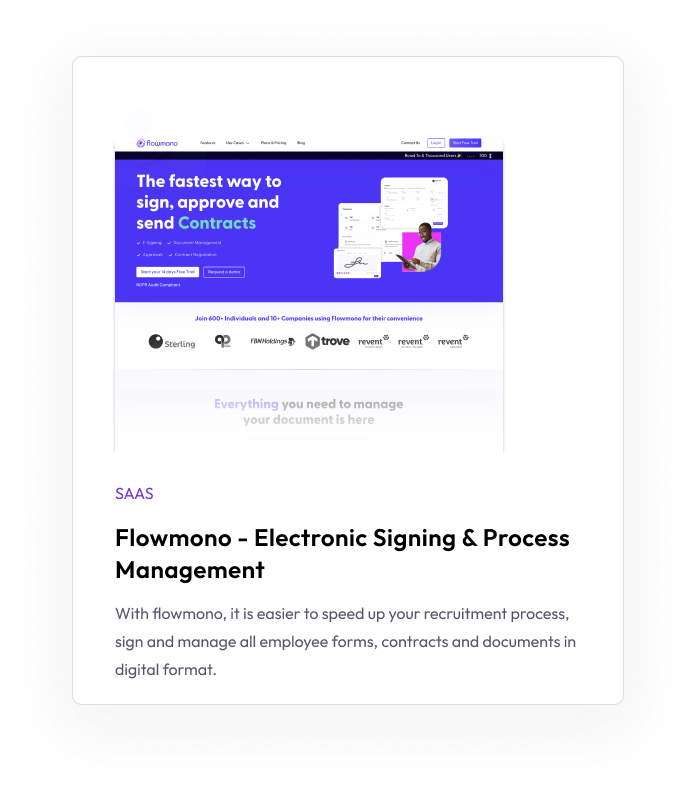 flowmono Features Use Cases Plans & Pricing Blog Contact Us Login Start Free Trial
Road To A Thousand Users 700
The fastest way to
sign, approve and
send Contracts
E-Signing Document Management
Approvals Contract Negotiation
Start your 14 days Free Trial Request a demo
NDPR Audit Compliant
Join 600+ Individuals and 10+ Companies using Flowmono for their convenience
Sterling FBNHoldings trove revent revent revent
Everything you need to manage
your document is here
SAAS
Flowmono - Electronic Signing & Process
Management
With flowmono, it is easier to speed up your recruitment process,
sign and manage all employee forms, contracts and documents in
digital format.